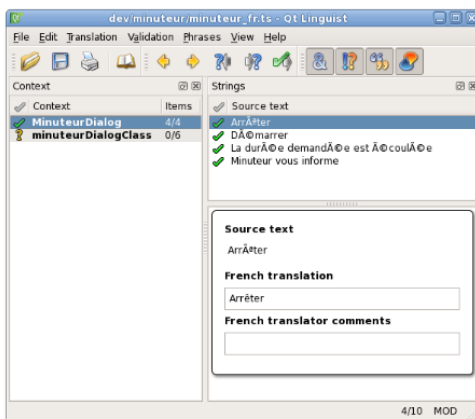 dev/minuteur/minuteur_fr.ts - Qt Linguist
File Edit Translation Validation Phrases View Help
Context
Context Items
MinuteurDialog 4/4
minuteurDialogClass 0/6
Strings
Source text
ArrÃªter
DÃ©marrer
La durÃ©e demandÃ©e est Ã©coulÃ©e
Minuteur vous informe
Source text
ArrÃªter
French translation
Arrêter
French translator comments
4/10 MOD